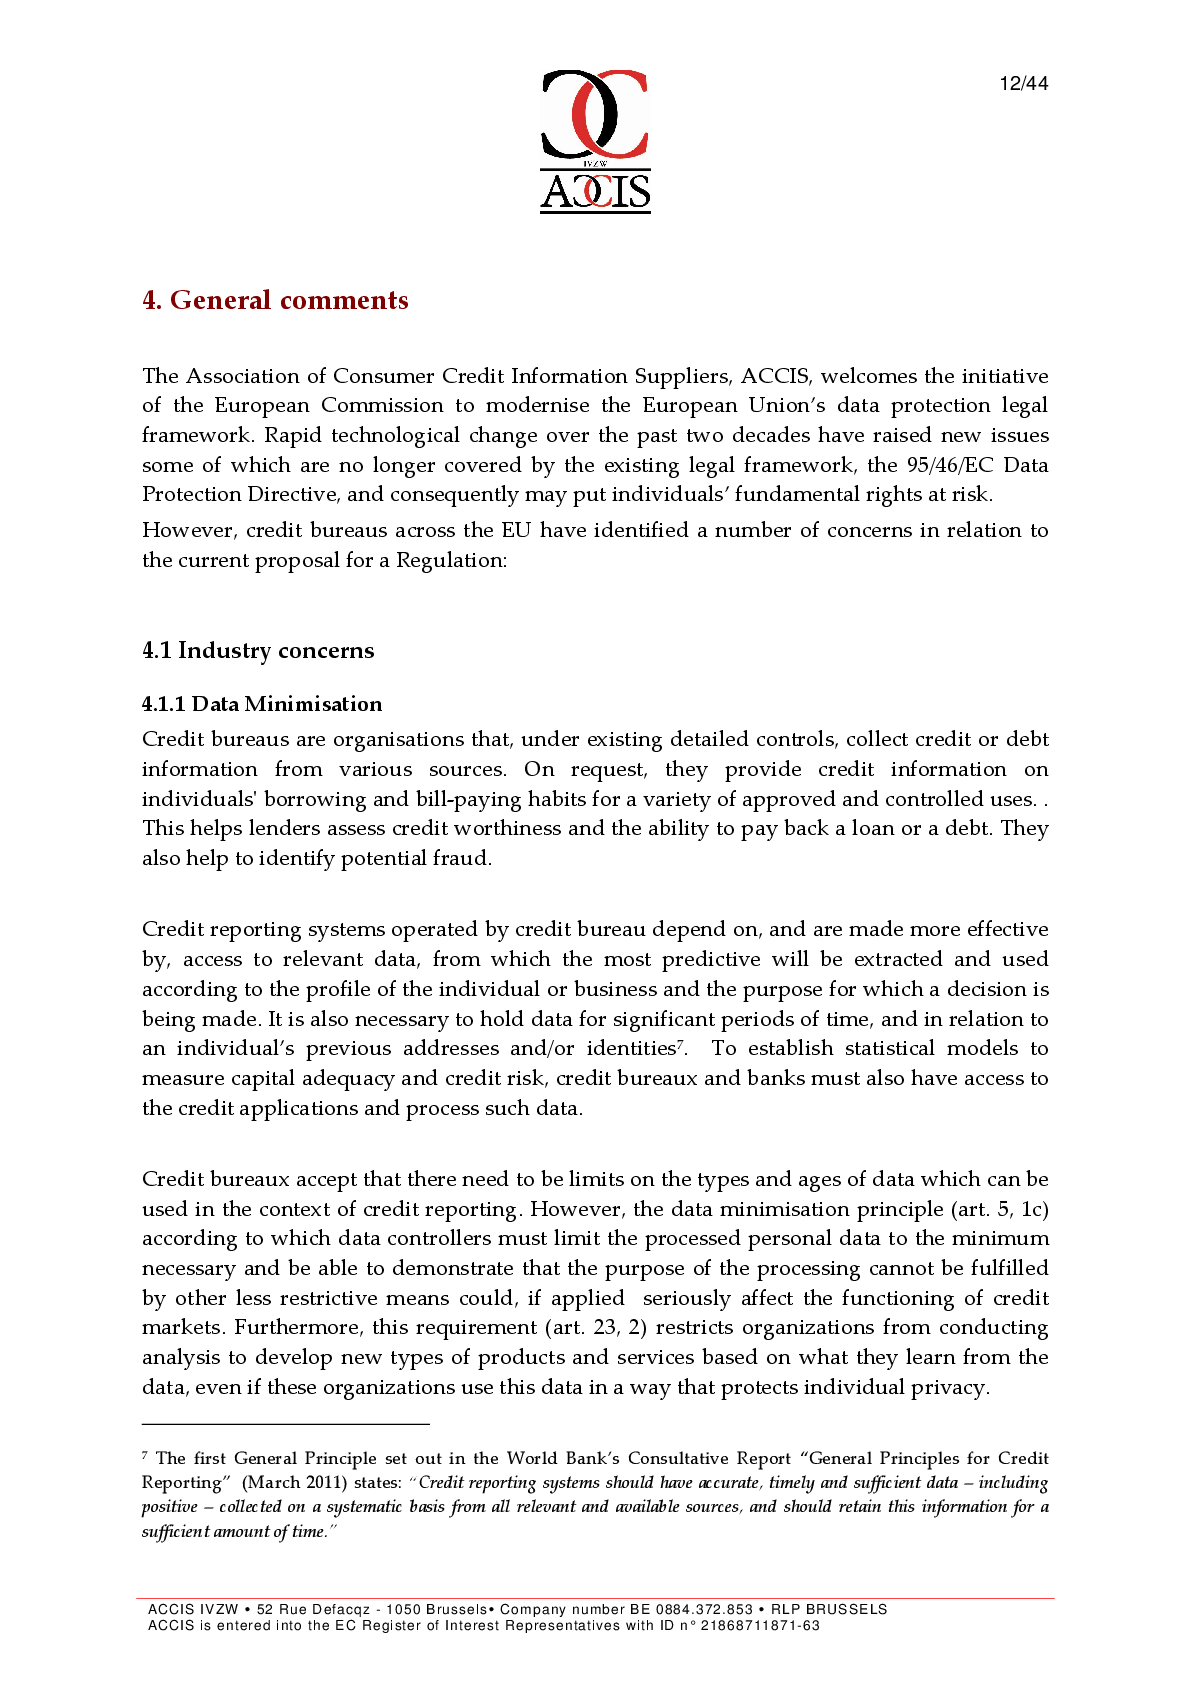 12/44
IVZW
ACCIS
4. General comments
The Association of Consumer Credit Information Suppliers, ACCIS, welcomes the initiative
of the European Commission to modernise the European Union’s data protection legal
framework. Rapid technological change over the past two decades have raised new issues
some of which are no longer covered by the existing legal framework, the 95/46/EC Data
Protection Directive, and consequently may put individuals’ fundamental rights at risk.
However, credit bureaus across the EU have identified a number of concerns in relation to
the current proposal for a Regulation:
4.1 Industry concerns
4.1.1 Data Minimisation
Credit bureaus are organisations that, under existing detailed controls, collect credit or debt
information from various sources. On request, they provide credit information on
individuals' borrowing and bill-paying habits for a variety of approved and controlled uses. .
This helps lenders assess credit worthiness and the ability to pay back a loan or a debt. They
also help to identify potential fraud.
Credit reporting systems operated by credit bureau depend on, and are made more effective
by, access to relevant data, from which the most predictive will be extracted and used
according to the profile of the individual or business and the purpose for which a decision is
being made. It is also necessary to hold data for significant periods of time, and in relation to
an individual’s previous addresses and/or identities⁷. To establish statistical models to
measure capital adequacy and credit risk, credit bureaux and banks must also have access to
the credit applications and process such data.
Credit bureaux accept that there need to be limits on the types and ages of data which can be
used in the context of credit reporting. However, the data minimisation principle (art. 5, 1c)
according to which data controllers must limit the processed personal data to the minimum
necessary and be able to demonstrate that the purpose of the processing cannot be fulfilled
by other less restrictive means could, if applied seriously affect the functioning of credit
markets. Furthermore, this requirement (art. 23, 2) restricts organizations from conducting
analysis to develop new types of products and services based on what they learn from the
data, even if these organizations use this data in a way that protects individual privacy.
⁷ The first General Principle set out in the World Bank’s Consultative Report “General Principles for Credit
Reporting” (March 2011) states: “Credit reporting systems should have accurate, timely and sufficient data – including
positive – collected on a systematic basis from all relevant and available sources, and should retain this information for a
sufficient amount of time.”
ACCIS IVZW • 52 Rue Defacqz - 1050 Brussels• Company number BE 0884.372.853 • RLP BRUSSELS
ACCIS is entered into the EC Register of Interest Representatives with ID n° 21868711871-63